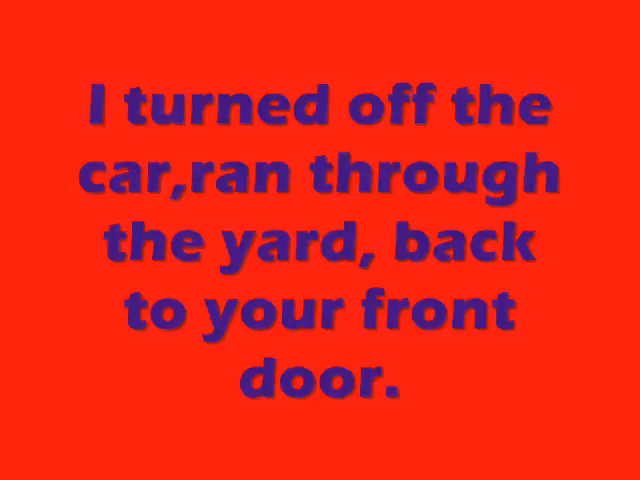 I turned off the
car,ran through
the yard, back
to your front
door.